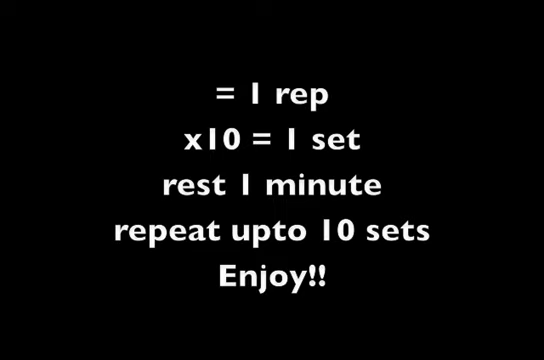 = 1 rep
x10 = 1 set
rest 1 minute
repeat upto 10 sets
Enjoy!!